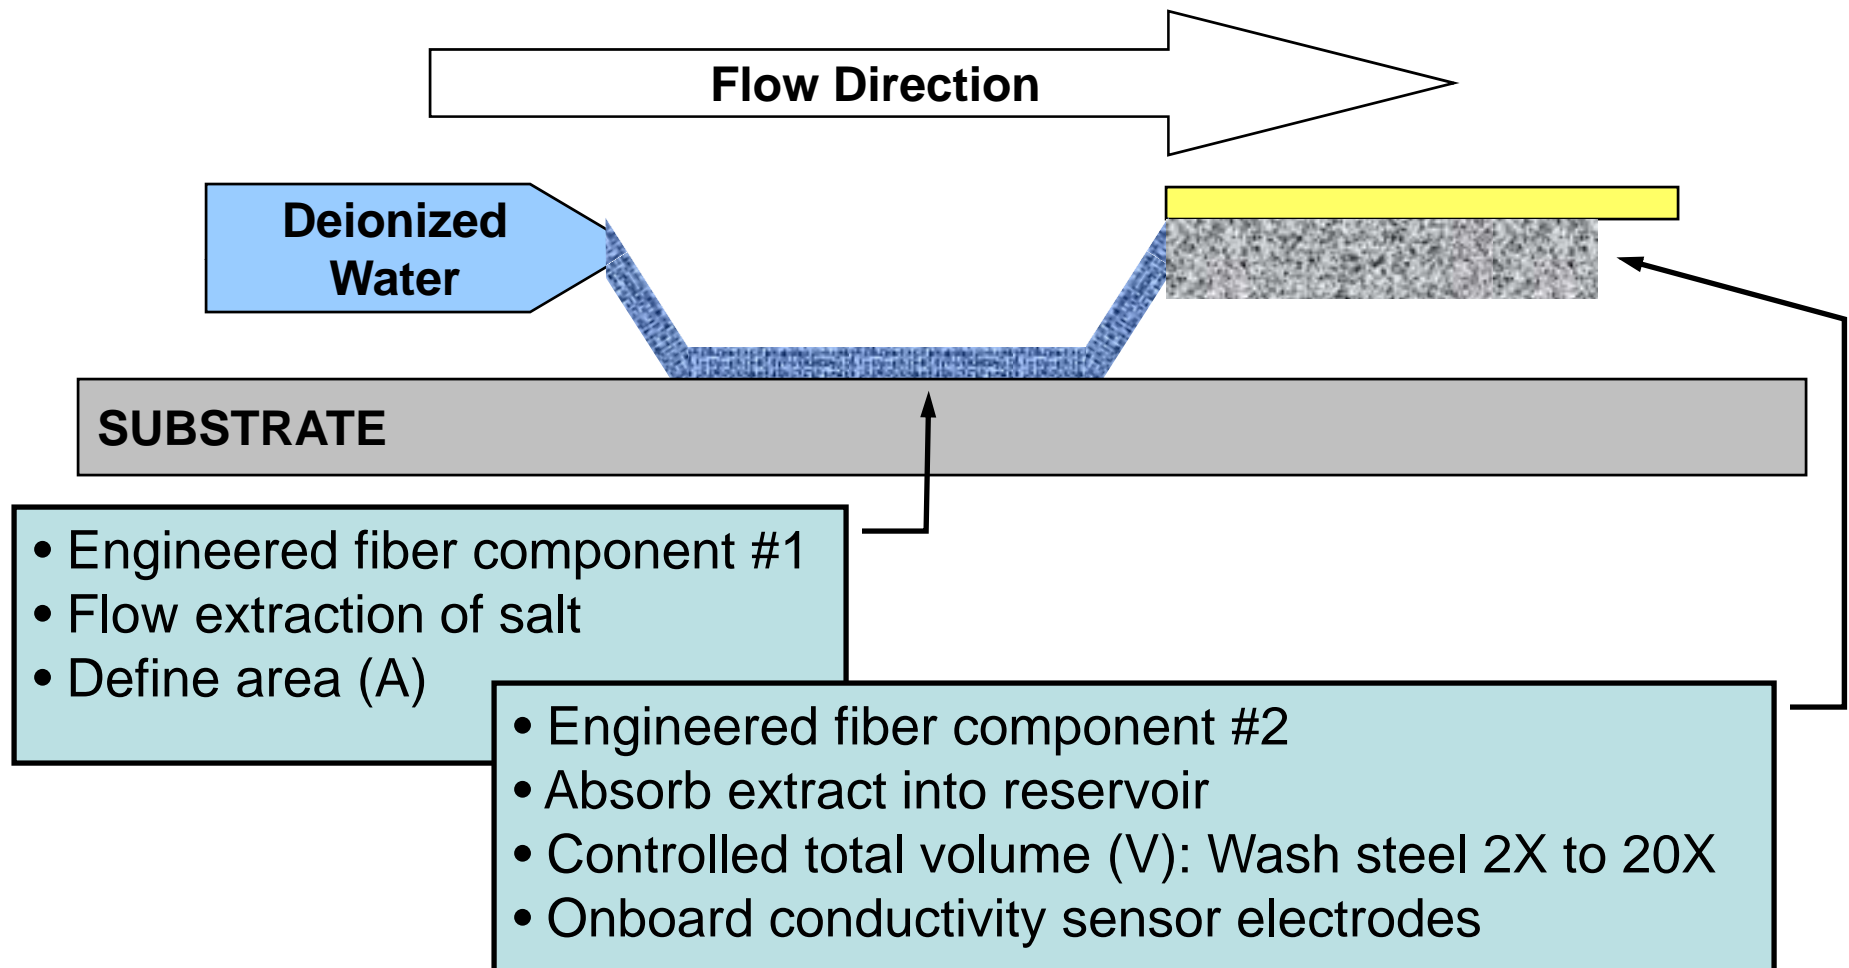 Flow Direction
Deionized
Water
SUBSTRATE
• Engineered fiber component #1
• Flow extraction of salt
• Define area (A)
• Engineered fiber component #2
• Absorb extract into reservoir
• Controlled total volume (V): Wash steel 2X to 20X
• Onboard conductivity sensor electrodes